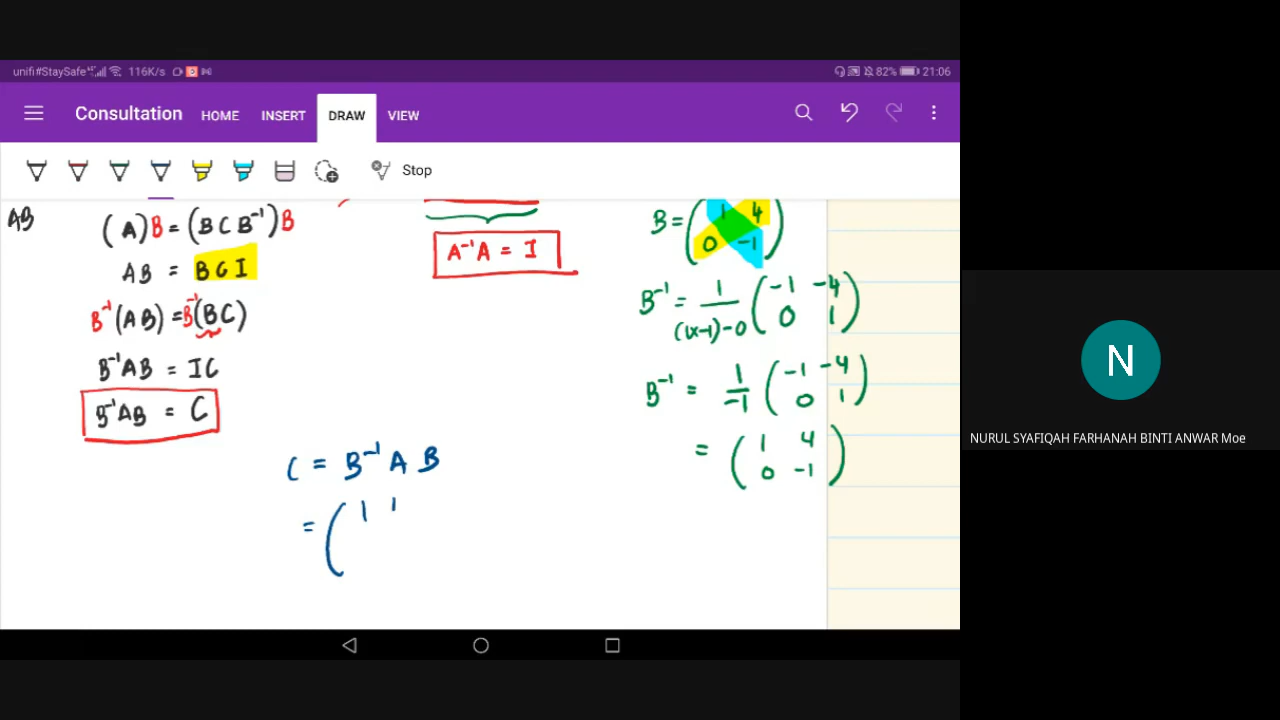 unifi#StaySafe 116K/s 82% 21:06
Consultation HOME INSERT DRAW VIEW
Stop
AB
(A)B = (BCB⁻¹)B
AB = BCI
B⁻¹(AB) = B⁻¹(BC)
B⁻¹AB = IC
B⁻¹AB = C
A⁻¹A = I
B = ( 1 4
0 -1 )
B⁻¹ = 1/((1x-1)-0) ( -1 -4
0 1 )
B⁻¹ = 1/-1 ( -1 -4
0 1 )
= ( 1 4
0 -1 )
C = B⁻¹ A B
= ( 1
N
NURUL SYAFIQAH FARHANAH BINTI ANWAR Moe